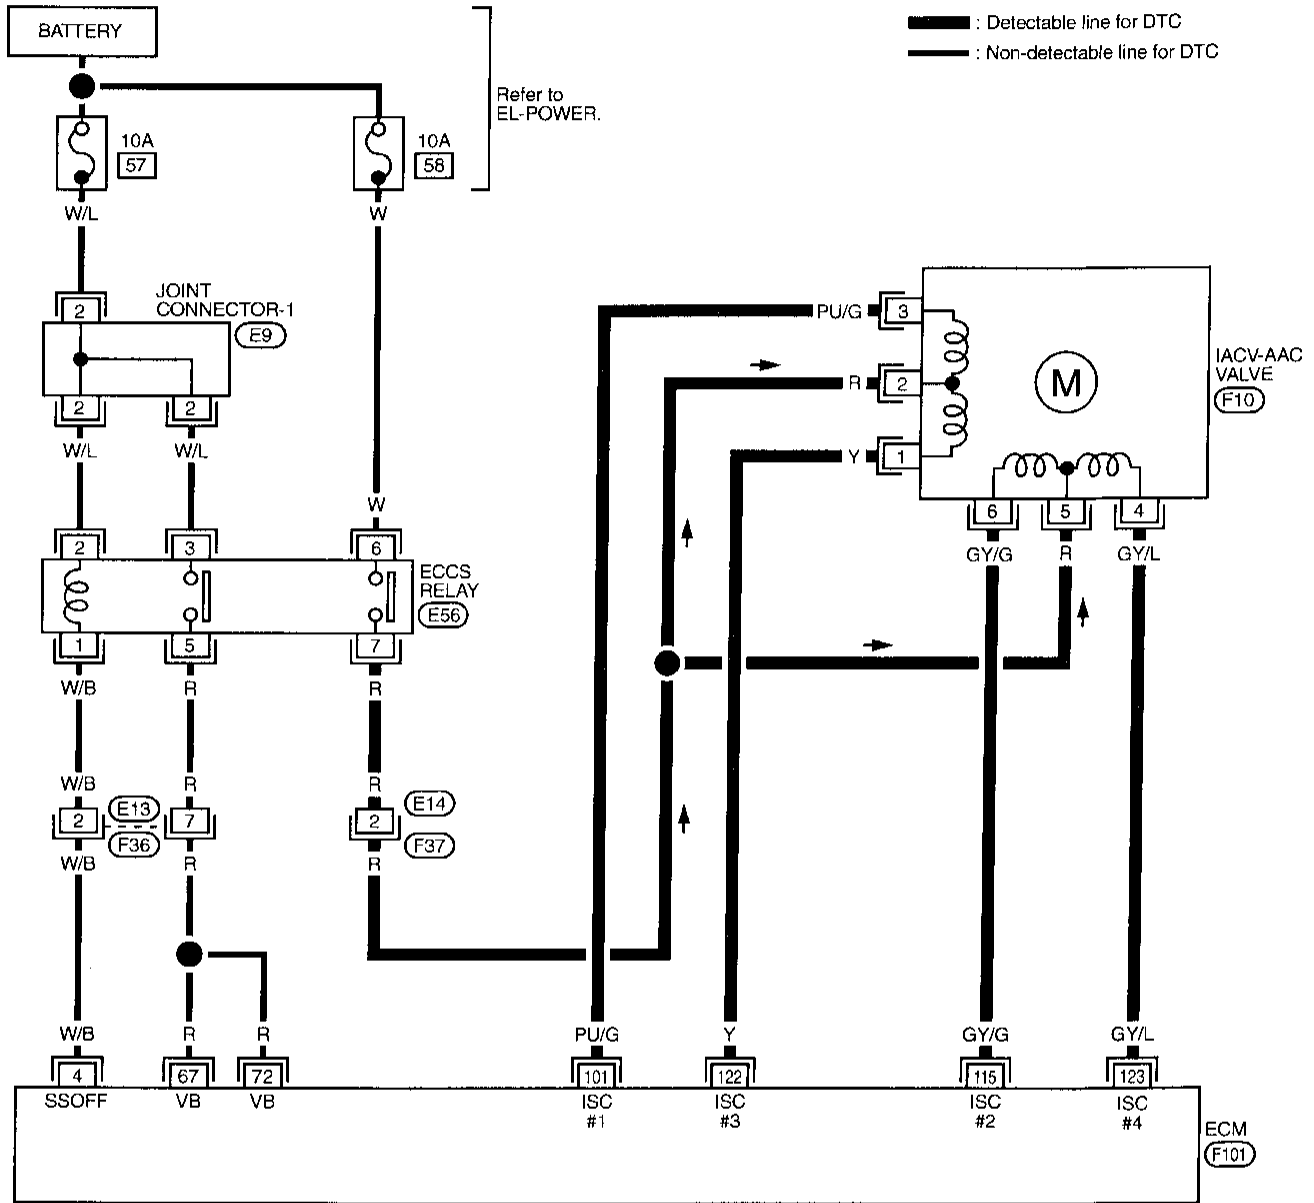 BATTERY
: Detectable line for DTC
: Non-detectable line for DTC
Refer to
EL-POWER.
10A
57
10A
58
W/L
W
2
JOINT
CONNECTOR-1
E9
2
2
W/L
W/L
W
PU/G
3
R
2
Y
1
M
IACV-AAC
VALVE
F10
6
5
4
GY/G
R
GY/L
2
3
6
ECCS
RELAY
E56
1
5
7
W/B
R
R
W/B
R
R
2
E13
7
2
E14
F36
F37
W/B
R
R
W/B
R
R
PU/G
Y
GY/G
GY/L
4
67
72
101
122
115
123
SSOFF
VB
VB
ISC
#1
ISC
#3
ISC
#2
ISC
#4
ECM
F101